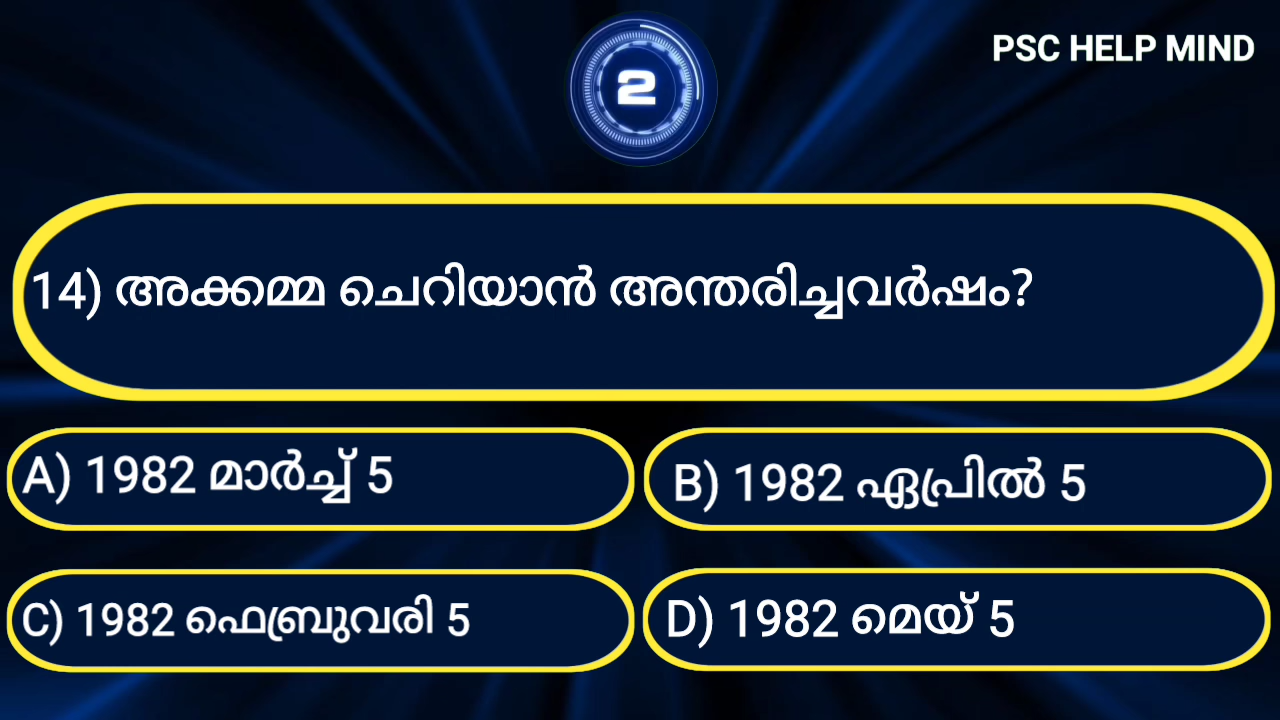 2
PSC HELP MIND
14) അക്കമ്മ ചെറിയാൻ അന്തരിച്ചവർഷം?
A) 1982 മാർച്ച് 5
B) 1982 ഏപ്രിൽ 5
C) 1982 ഫെബ്രുവരി 5
D) 1982 മെയ് 5